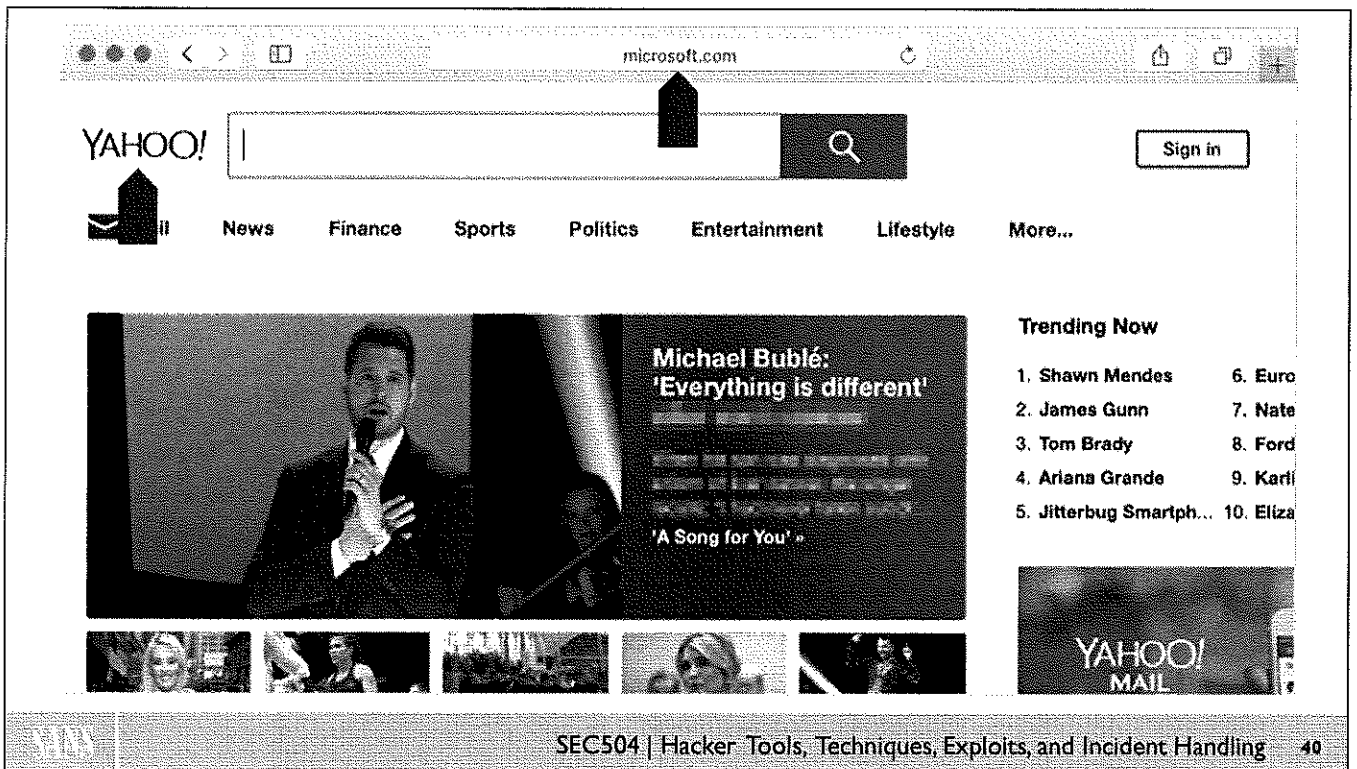 microsoft.com
YAHOO!
Sign in
News
Finance
Sports
Politics
Entertainment
Lifestyle
More...
Michael Bublé:
'Everything is different'
'A Song for You' »
Trending Now
1. Shawn Mendes
2. James Gunn
3. Tom Brady
4. Ariana Grande
5. Jitterbug Smartph...
6. Euro
7. Nate
8. Ford
9. Karli
10. Eliza
YAHOO!
MAIL
SANS
SEC504 | Hacker Tools, Techniques, Exploits, and Incident Handling 40